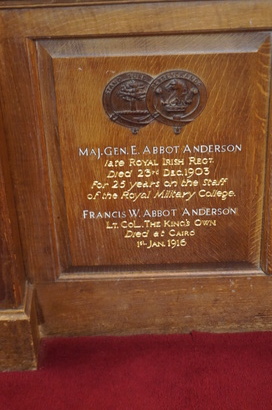 MAJ. GEN. E. ABBOT ANDERSON
late ROYAL IRISH REGT.
Died 23RD DEC. 1903
For 25 years on the staff
of the Royal Military College.
FRANCIS W. ABBOT ANDERSON
LT. COL. THE KING'S OWN
Died at CAIRO
1ST JAN. 1916